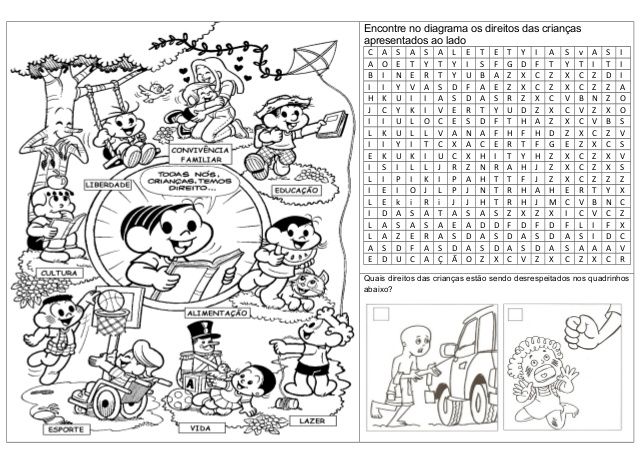 CONVIVÊNCIA
FAMILIAR
TODAS NÓS,
CRIANÇAS, TEMOS
DIREITO...
LIBERDADE
EDUCAÇÃO
CULTURA
ALIMENTAÇÃO
A
ESPORTE
VIDA
LAZER
Encontre no diagrama os direitos das crianças
apresentados ao lado
C A S A S A L E T E T Y I A S v A S I
A O E T Y T Y I S F G D F T Y T I T I
B I N E R T Y U B A Z X C Z X C Z D I
I I Y V A S D F A E Z X C Z X C Z Z A
H K U I I A S D A S R Z X C V B N Z O
J C Y K I V E R T Y U D Z X C V Z X O
I I U L O C E S D F T H A Z X C V B S
L K U L L V A N A F H F H D Z X C Z V
I I Y I T C X A C E R T F G E Z X C S
E K U K I U C X H I T Y H Z X C Z X V
I S I L L J R Z N R A H J Z X C Z X S
L I P I K I P A H T T F J Z X C Z Z Z
I E I O J L P J N T R H A H E R T Y X
L E k i R i J J H T R H J M C V B N C
I D A S A T A S A S Z X Z X I C V C Z
L A S A S A E A D D F D F D F L I F X
L A Z E R A S D A S D A S D A S I D C
A S D F A S D A S D A S D A S A A A V
E D U C A Ç Ã O Z X C V Z X C Z X C R
Quais direitos das crianças estão sendo desrespeitados nos quadrinhos
abaixo?